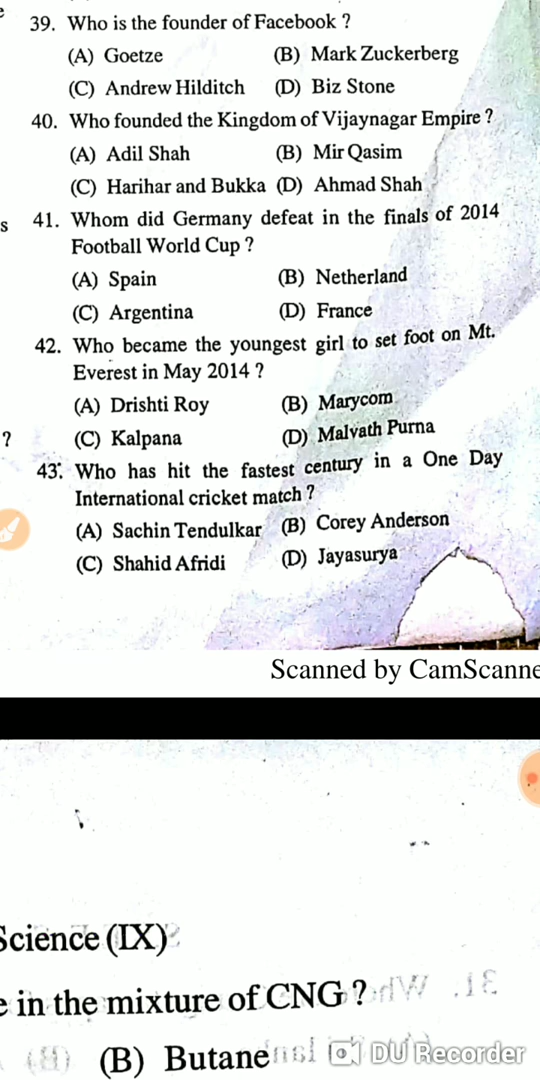 39. Who is the founder of Facebook ?
(A) Goetze (B) Mark Zuckerberg
(C) Andrew Hilditch (D) Biz Stone
40. Who founded the Kingdom of Vijaynagar Empire ?
(A) Adil Shah (B) Mir Qasim
(C) Harihar and Bukka (D) Ahmad Shah
s 41. Whom did Germany defeat in the finals of 2014
Football World Cup ?
(A) Spain (B) Netherland
(C) Argentina (D) France
42. Who became the youngest girl to set foot on Mt.
Everest in May 2014 ?
(A) Drishti Roy (B) Marycom
? (C) Kalpana (D) Malvath Purna
43. Who has hit the fastest century in a One Day
International cricket match ?
(A) Sachin Tendulkar (B) Corey Anderson
(C) Shahid Afridi (D) Jayasurya
Scanned by CamScanne
Science (IX)
e in the mixture of CNG ?
(B) Butane
DU Recorder